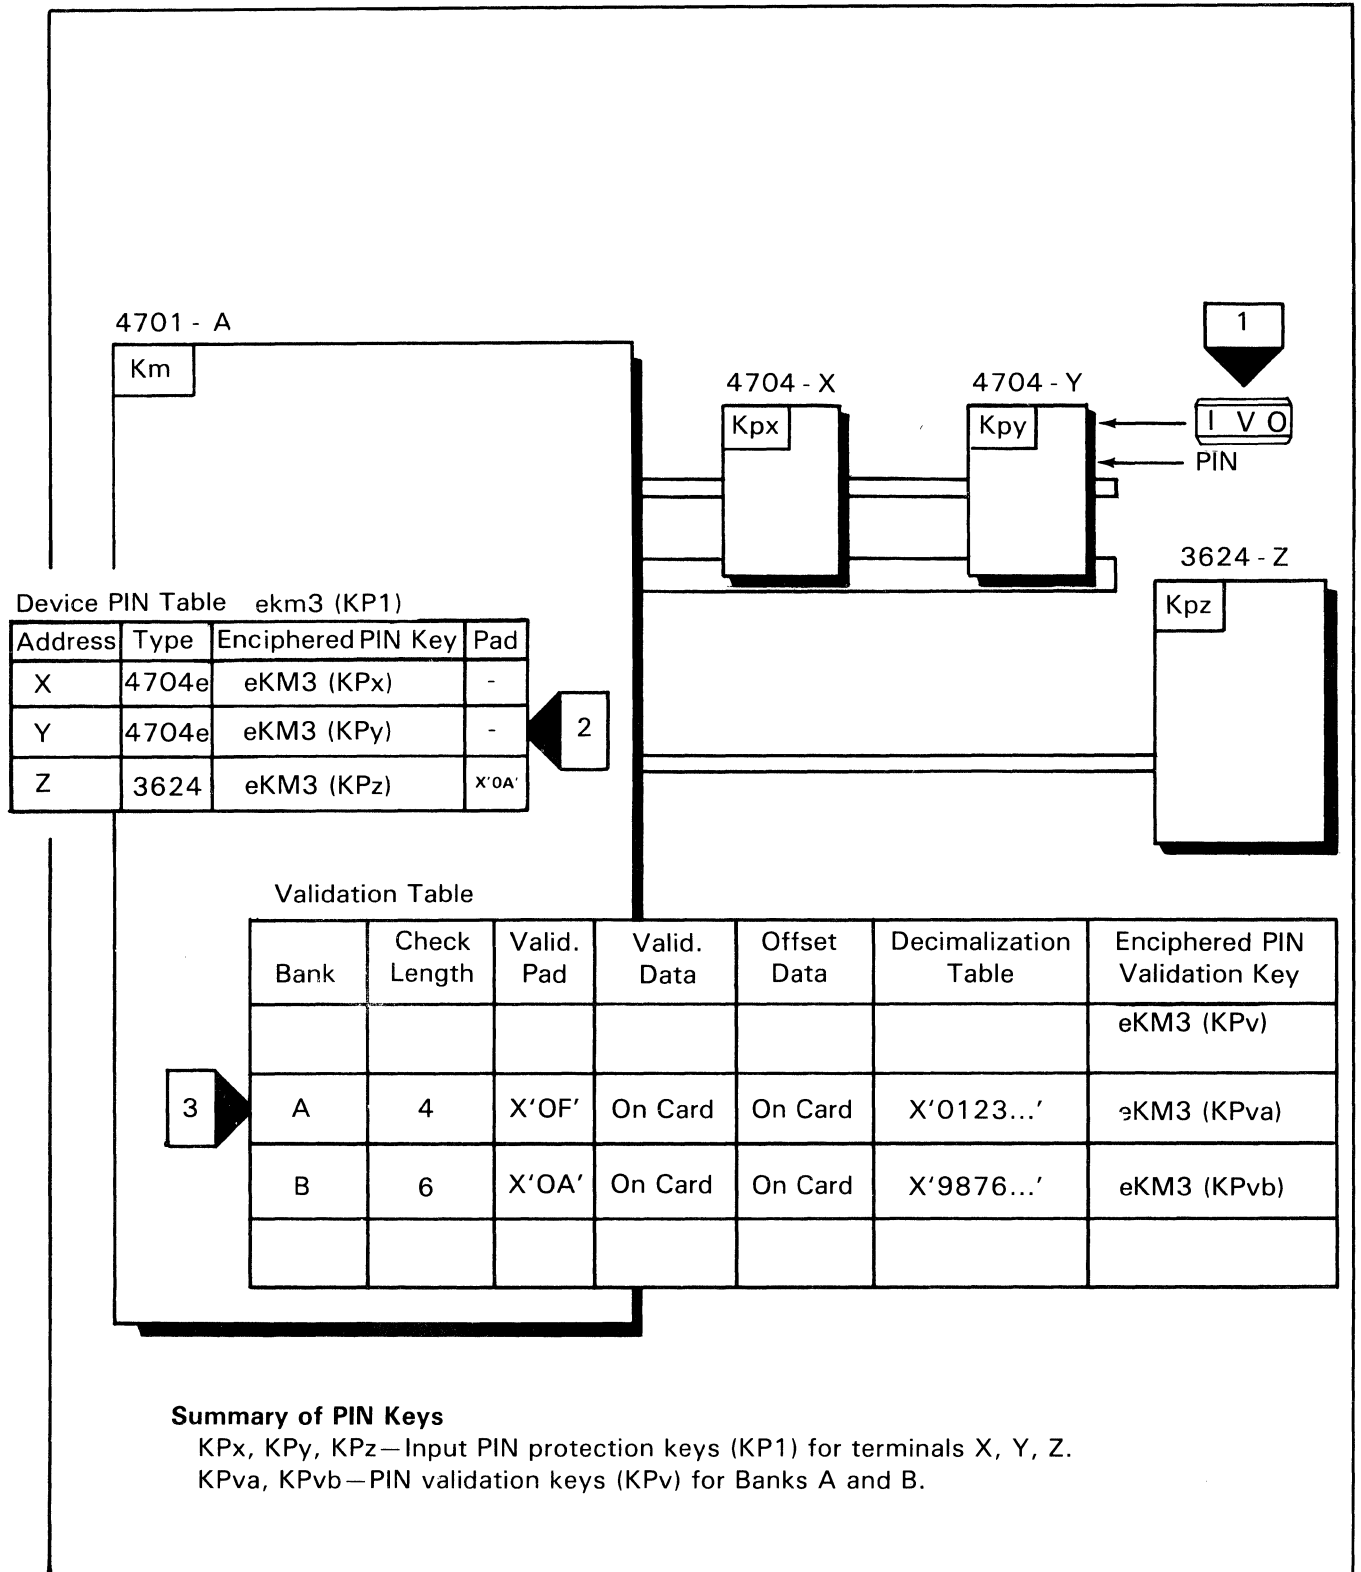 4701 - A
Km
1
4704 - X
4704 - Y
Kpx
Kpy
I V O
PIN
3624 - Z
Kpz
Device PIN Table ekm3 (KP1)
Address Type Enciphered PIN Key Pad
X 4704e eKM3 (KPx) -
Y 4704e eKM3 (KPy) -
2
Z 3624 eKM3 (KPz) X'0A'
Validation Table
Bank Check Length Valid. Pad Valid. Data Offset Data Decimalization Table Enciphered PIN Validation Key
eKM3 (KPv)
3
A 4 X'OF' On Card On Card X'0123...' eKM3 (KPva)
B 6 X'OA' On Card On Card X'9876...' eKM3 (KPvb)
Summary of PIN Keys
KPx, KPy, KPz—Input PIN protection keys (KP1) for terminals X, Y, Z.
KPva, KPvb—PIN validation keys (KPv) for Banks A and B.